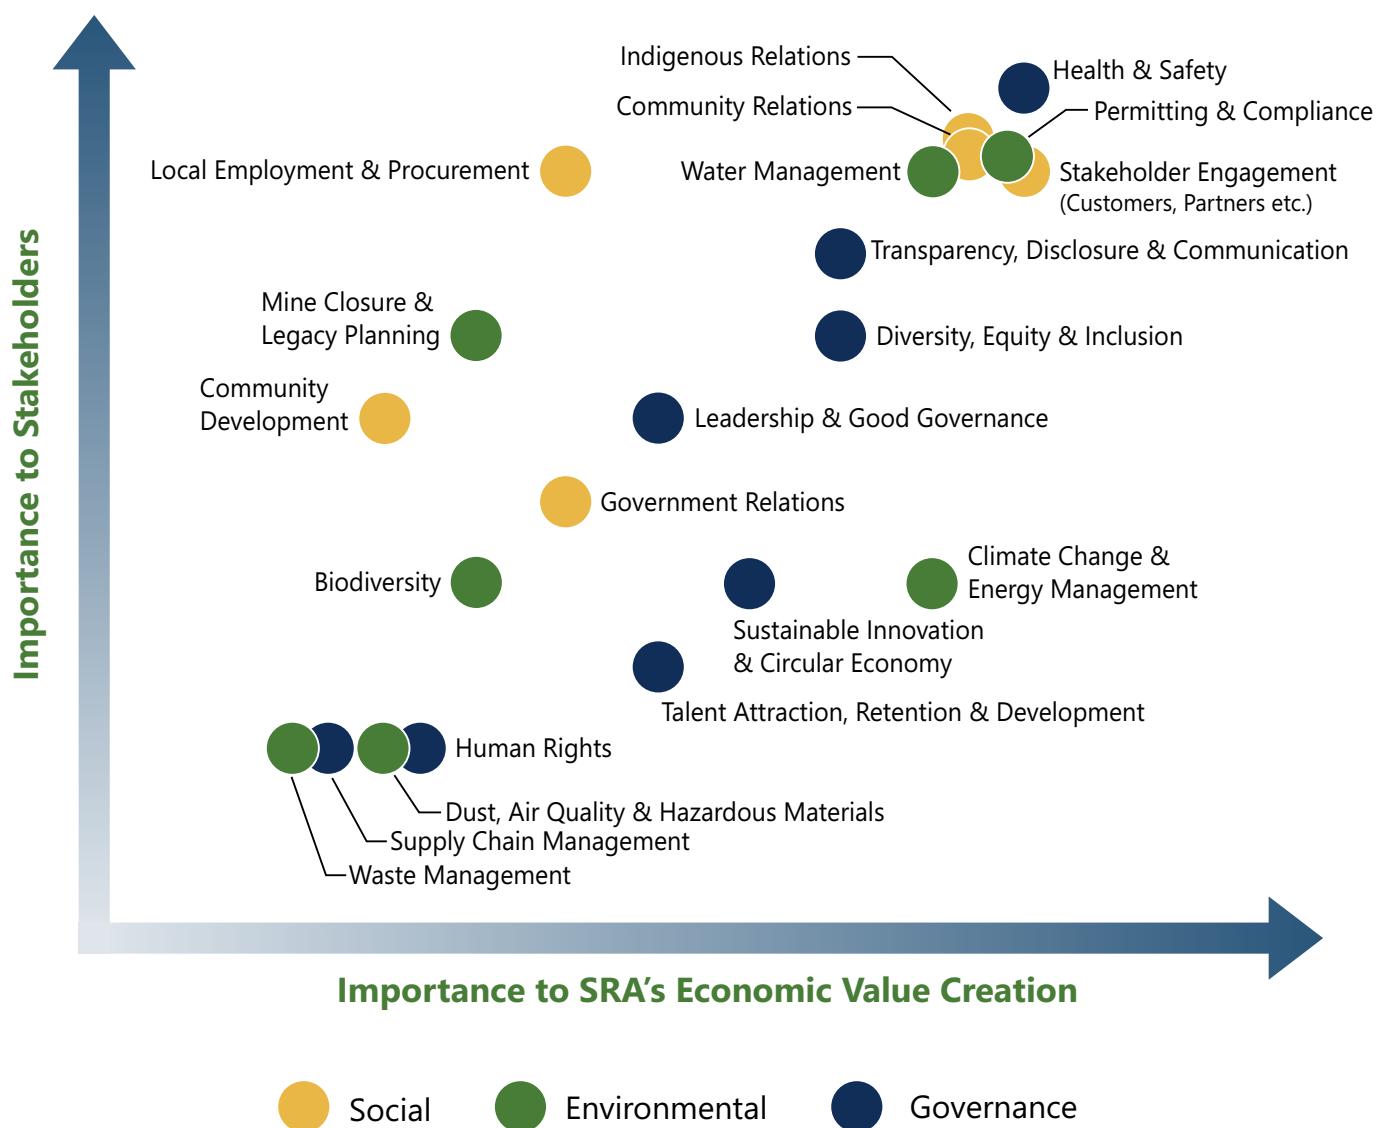 Indigenous Relations
Health & Safety
Community Relations
Permitting & Compliance
Local Employment & Procurement
Water Management
Stakeholder Engagement
(Customers, Partners etc.)
Transparency, Disclosure & Communication
Mine Closure &
Legacy Planning
Diversity, Equity & Inclusion
Community
Development
Leadership & Good Governance
Government Relations
Biodiversity
Climate Change &
Energy Management
Sustainable Innovation
& Circular Economy
Talent Attraction, Retention & Development
Human Rights
Dust, Air Quality & Hazardous Materials
Supply Chain Management
Waste Management
Importance to Stakeholders
Importance to SRA’s Economic Value Creation
Social
Environmental
Governance